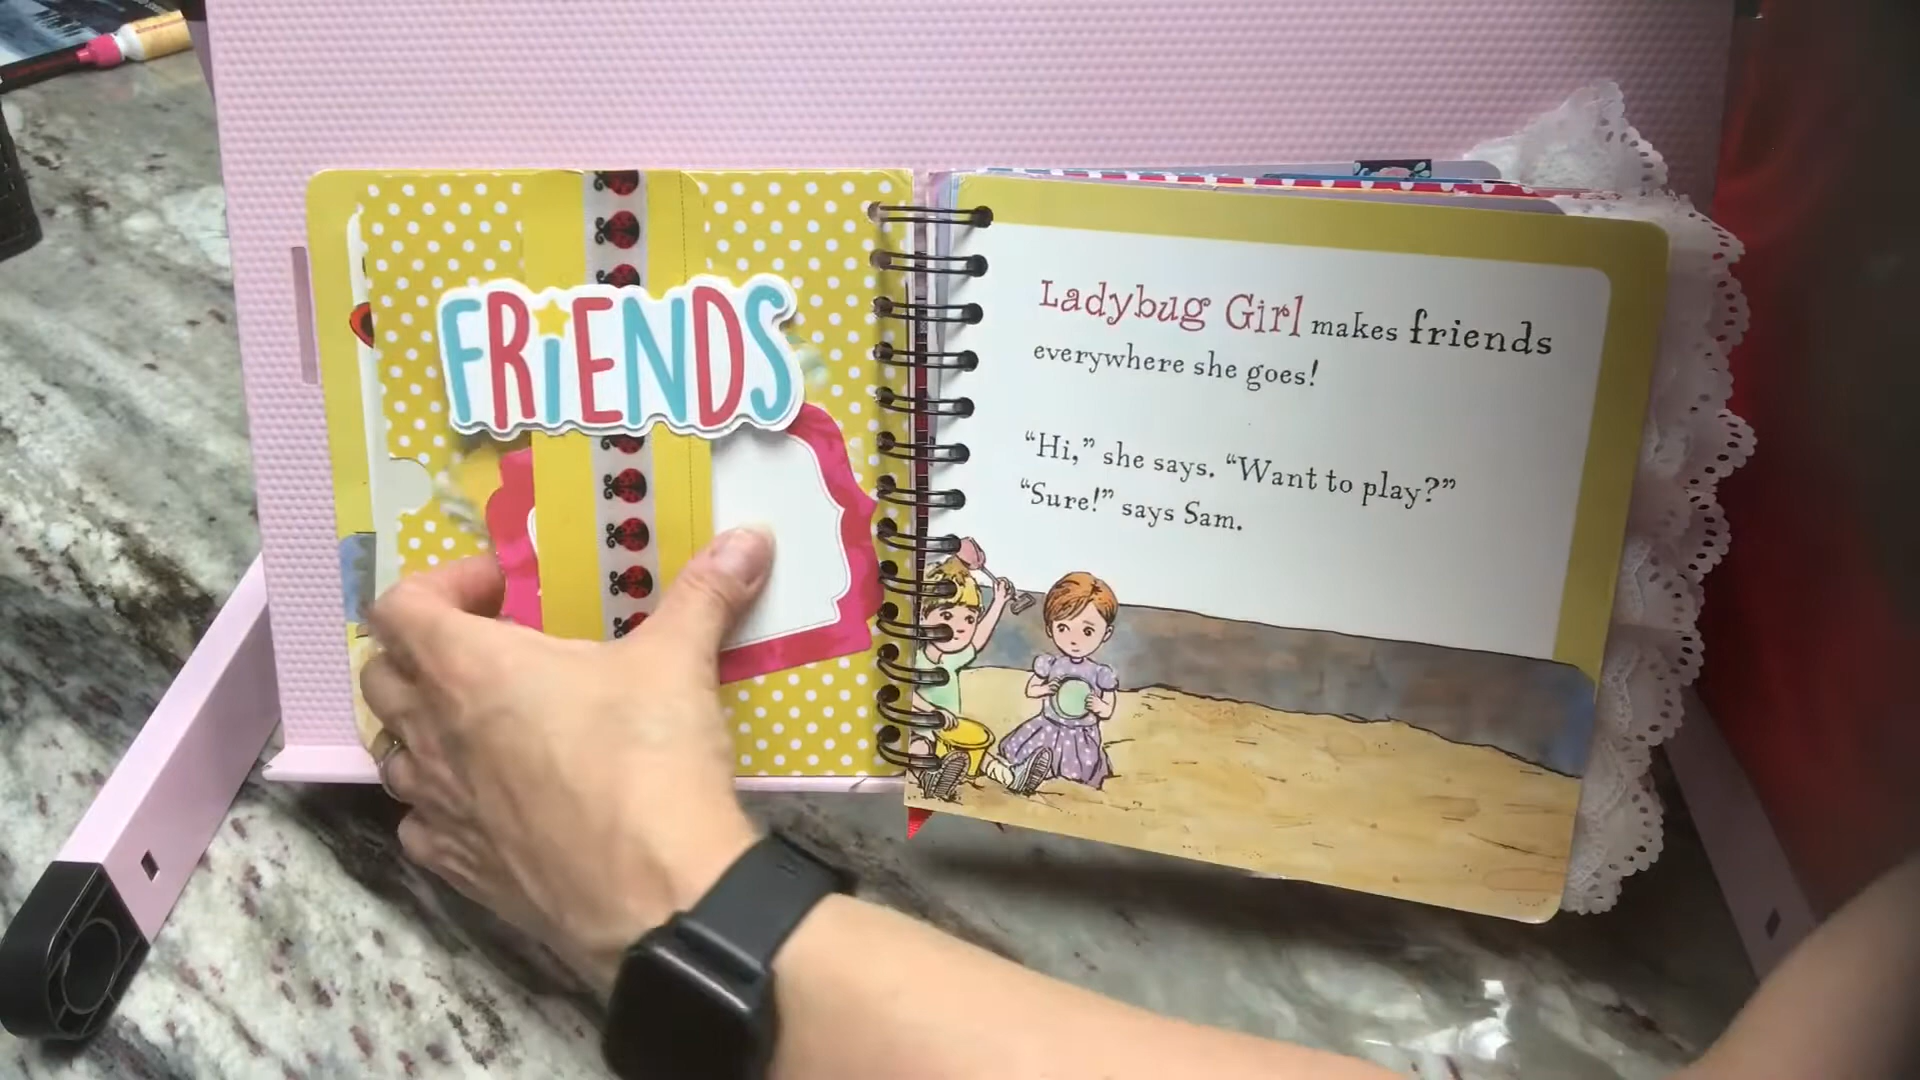 FRiENDS
Ladybug Girl makes friends
everywhere she goes!
“Hi,” she says. “Want to play?”
“Sure!” says Sam.